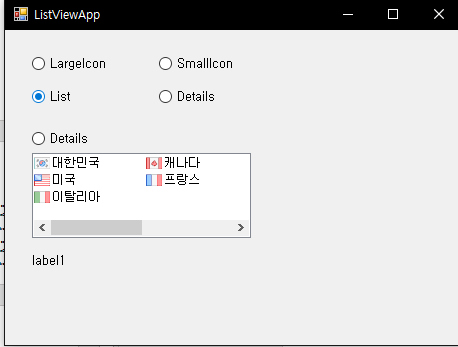 ListViewApp
LargeIcon
SmallIcon
List
Details
Details
대한민국
캐나다
미국
프랑스
이탈리아
label1